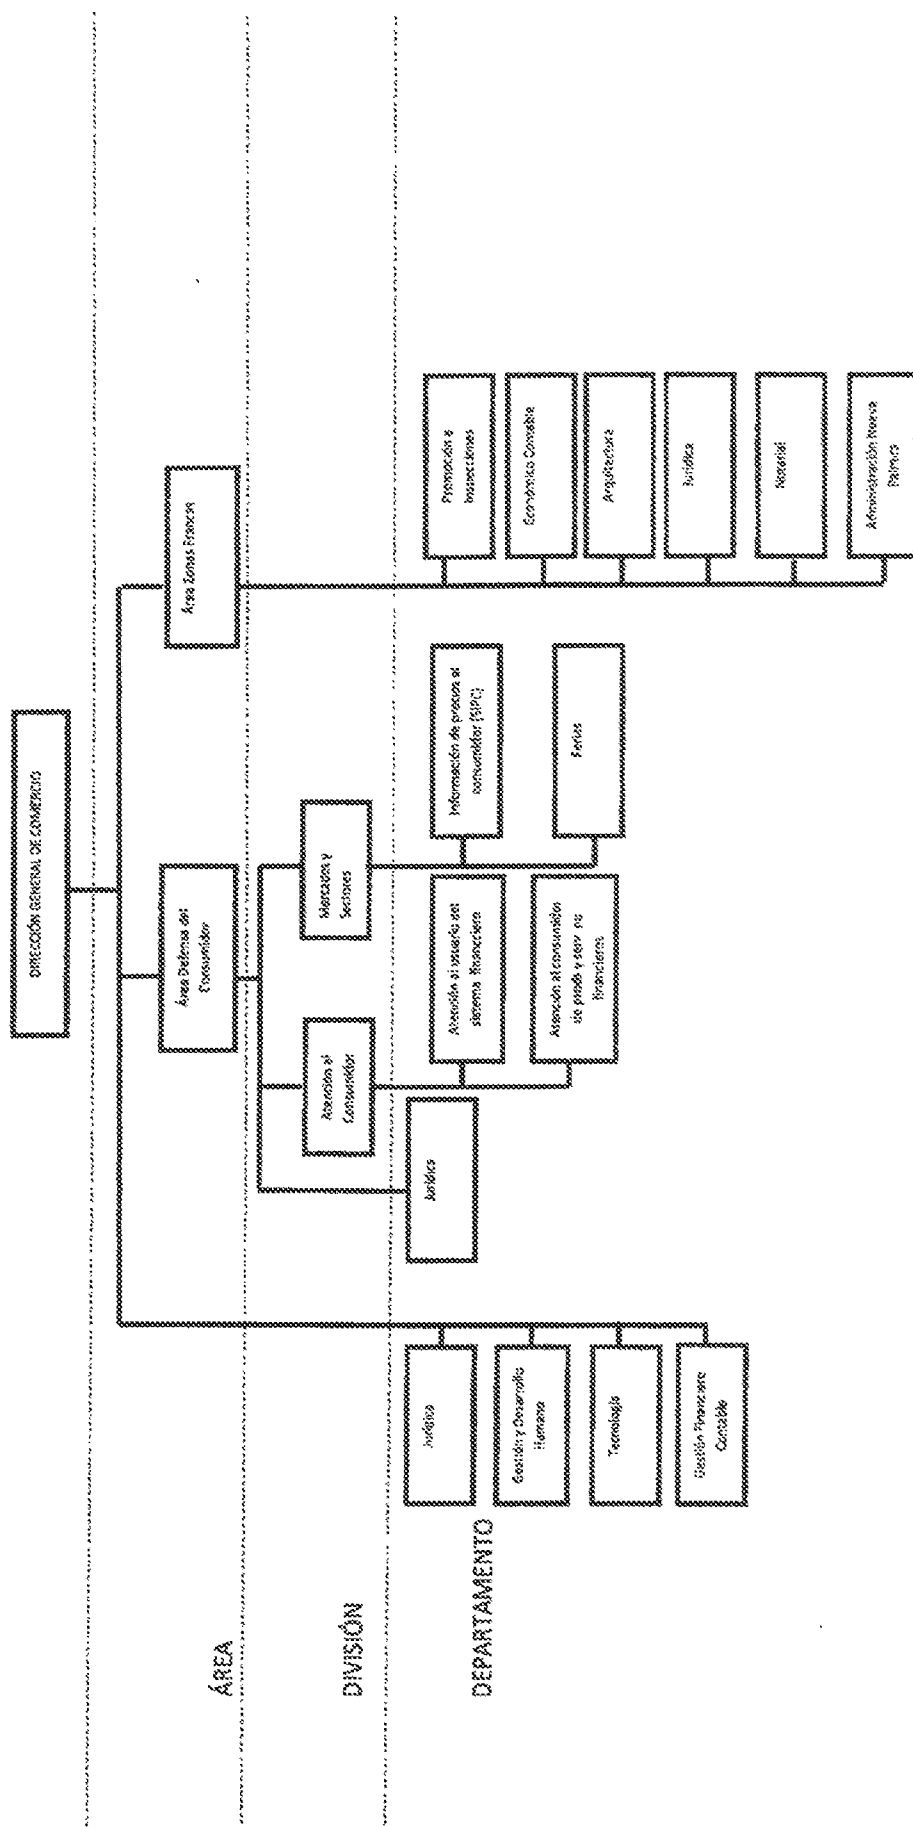 DIRECCIÓN GENERAL DE COMERCIO
ÁREA
Área Defensa del
Consumidor
Área Zonas Francas
DIVISIÓN
Atención al
Consumidor
Mercados y
Sectores
DEPARTAMENTO
Jurídica
Gestión y Desarrollo
Humano
Tecnología
Gestión Financiero
Contable
Jurídica
Atención al usuario del
sistema financiero
Atención al consumidor
de prods y serv no
financieros
Información de precios al
consumidor (SIPC)
Ferias
Promoción e
Inspecciones
Económico Contable
Arquitectura
Jurídica
Notarial
Administración Nueva
Palmira